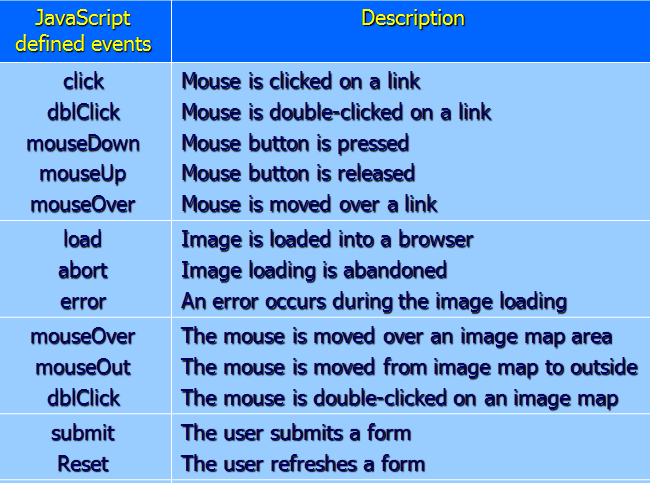 JavaScript defined events Description
click Mouse is clicked on a link
dblClick Mouse is double-clicked on a link
mouseDown Mouse button is pressed
mouseUp Mouse button is released
mouseOver Mouse is moved over a link
load Image is loaded into a browser
abort Image loading is abandoned
error An error occurs during the image loading
mouseOver The mouse is moved over an image map area
mouseOut The mouse is moved from image map to outside
dblClick The mouse is double-clicked on an image map
submit The user submits a form
Reset The user refreshes a form